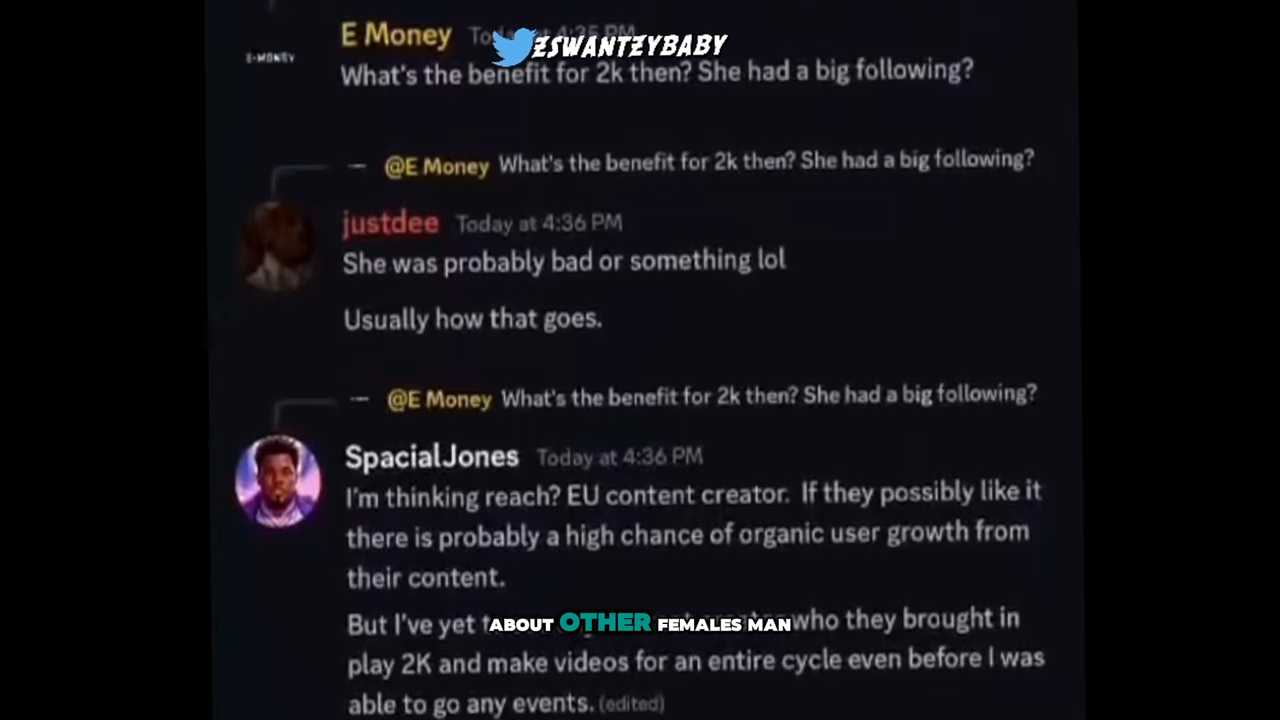 E Money
ZSWANTZYBABY
E-MONEY
What's the benefit for 2k then? She had a big following?
@E Money What's the benefit for 2k then? She had a big following?
justdee Today at 4:36 PM
She was probably bad or something lol
Usually how that goes.
@E Money What's the benefit for 2k then? She had a big following?
SpacialJones Today at 4:36 PM
I'm thinking reach? EU content creator. If they possibly like it
there is probably a high chance of organic user growth from
their content.
But I've yet who they brought in
ABOUT OTHER FEMALES MAN
play 2K and make videos for an entire cycle even before I was
able to go any events. (edited)